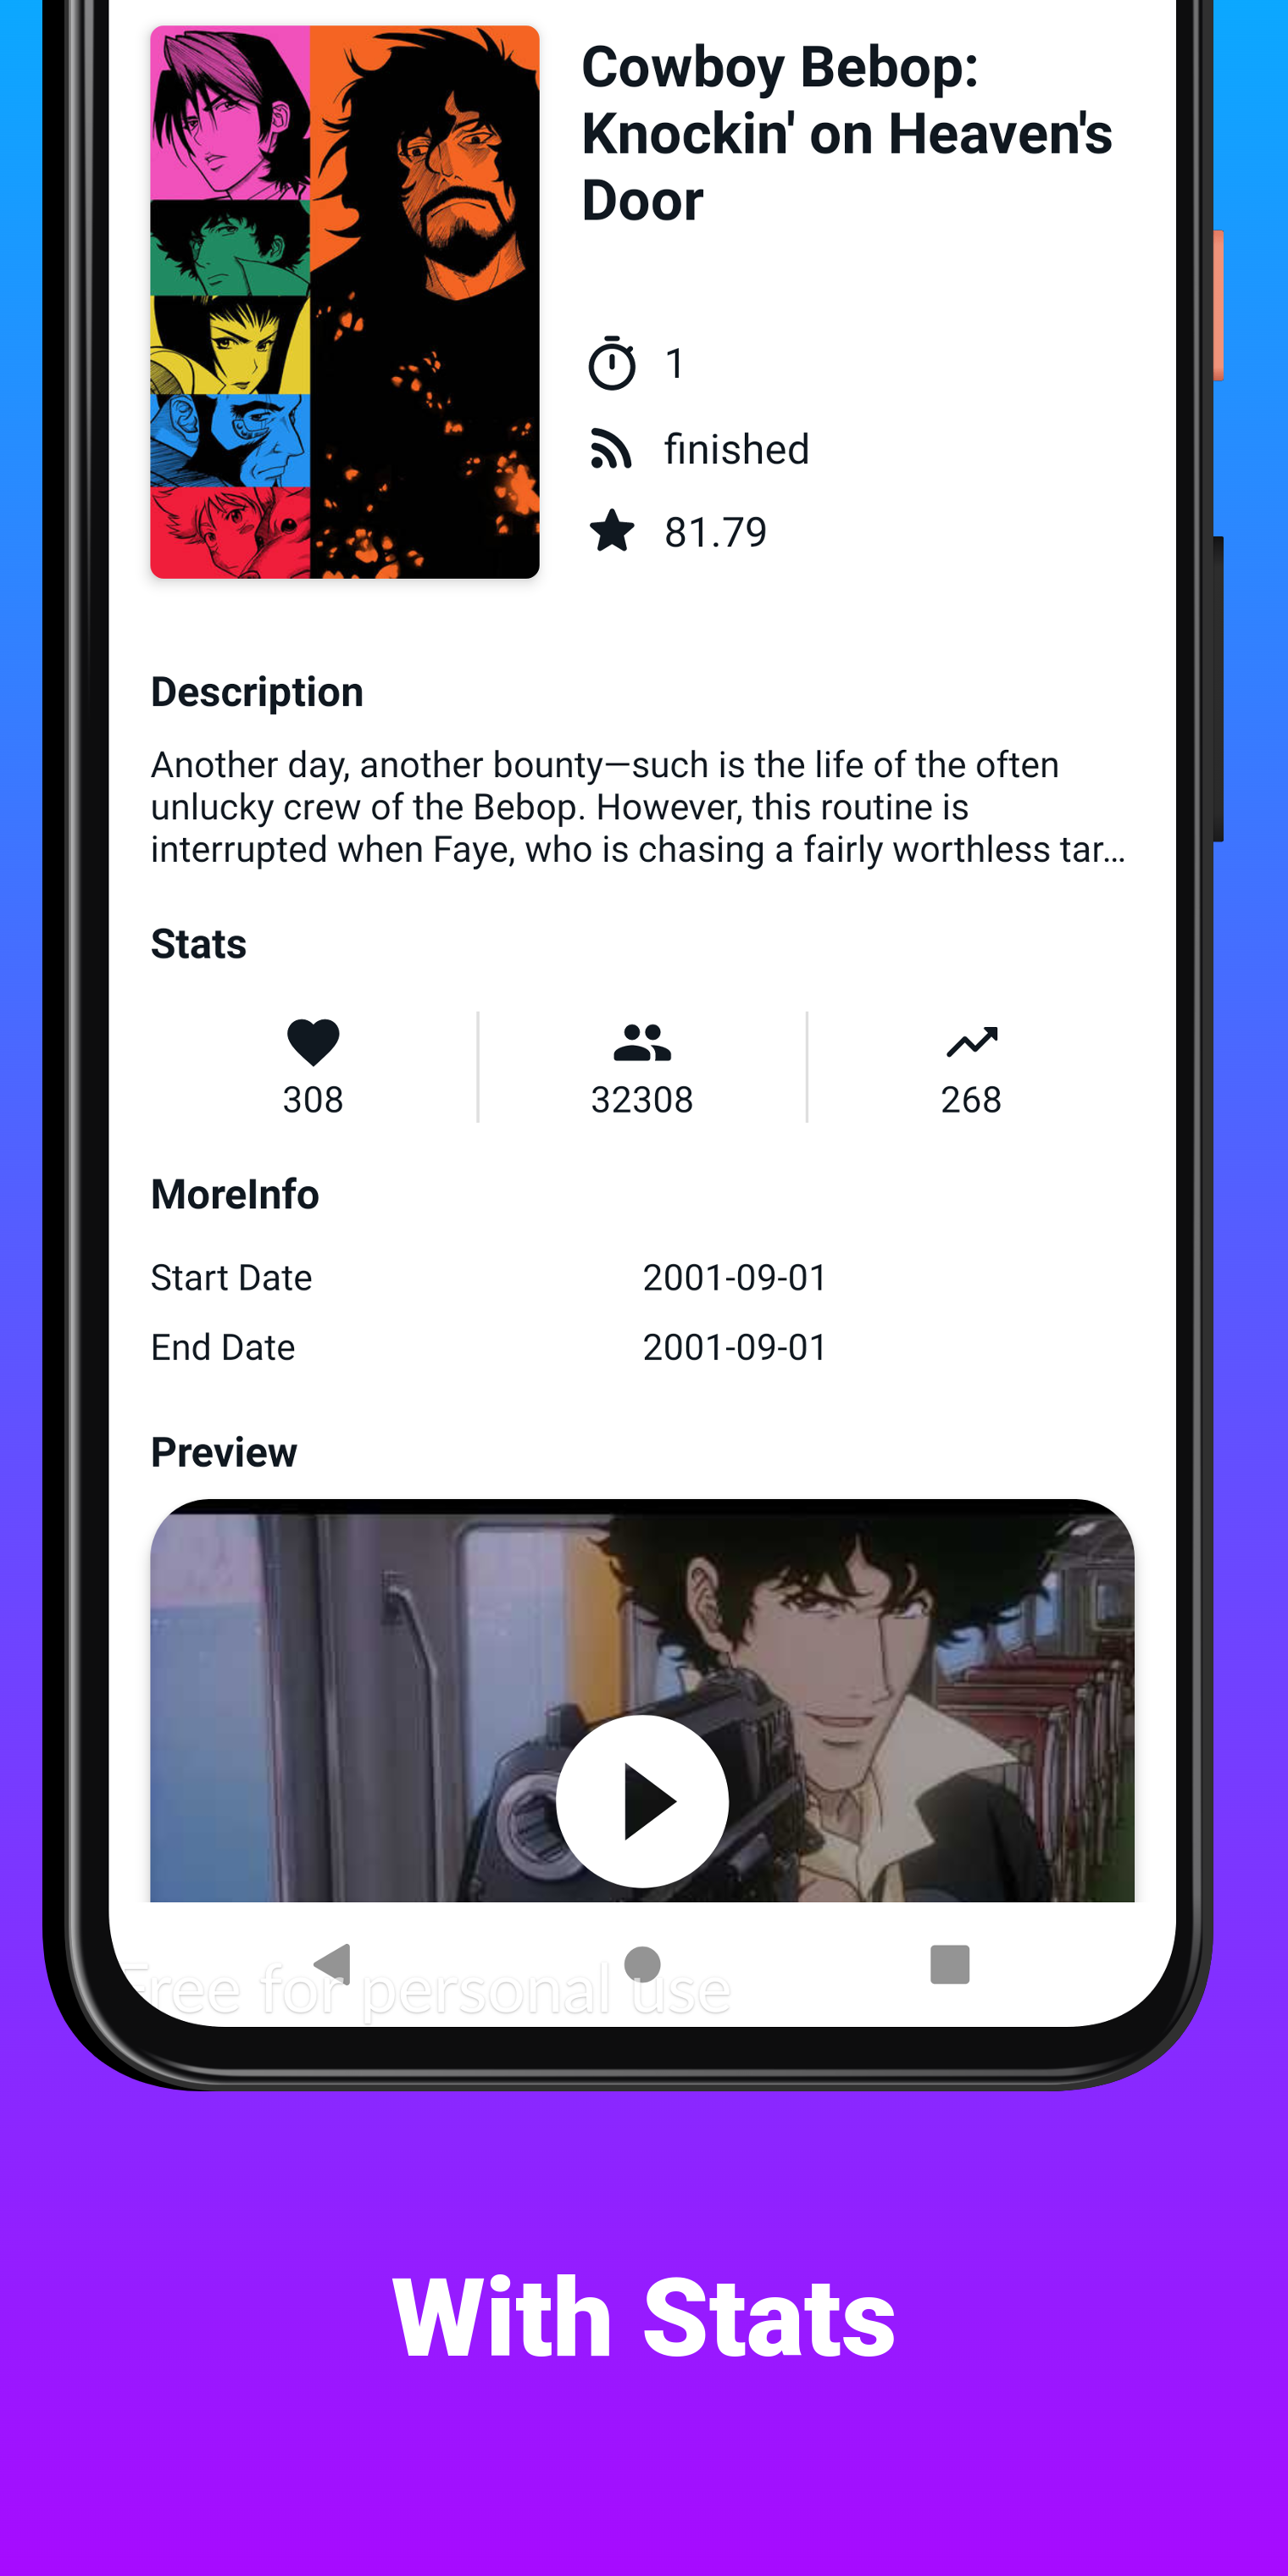 Cowboy Bebop:
Knockin' on Heaven's
Door
1
finished
81.79
Description
Another day, another bounty—such is the life of the often
unlucky crew of the Bebop. However, this routine is
interrupted when Faye, who is chasing a fairly worthless tar...
Stats
308
32308
268
MoreInfo
Start Date
2001-09-01
End Date
2001-09-01
Preview
Free for personal use
With Stats